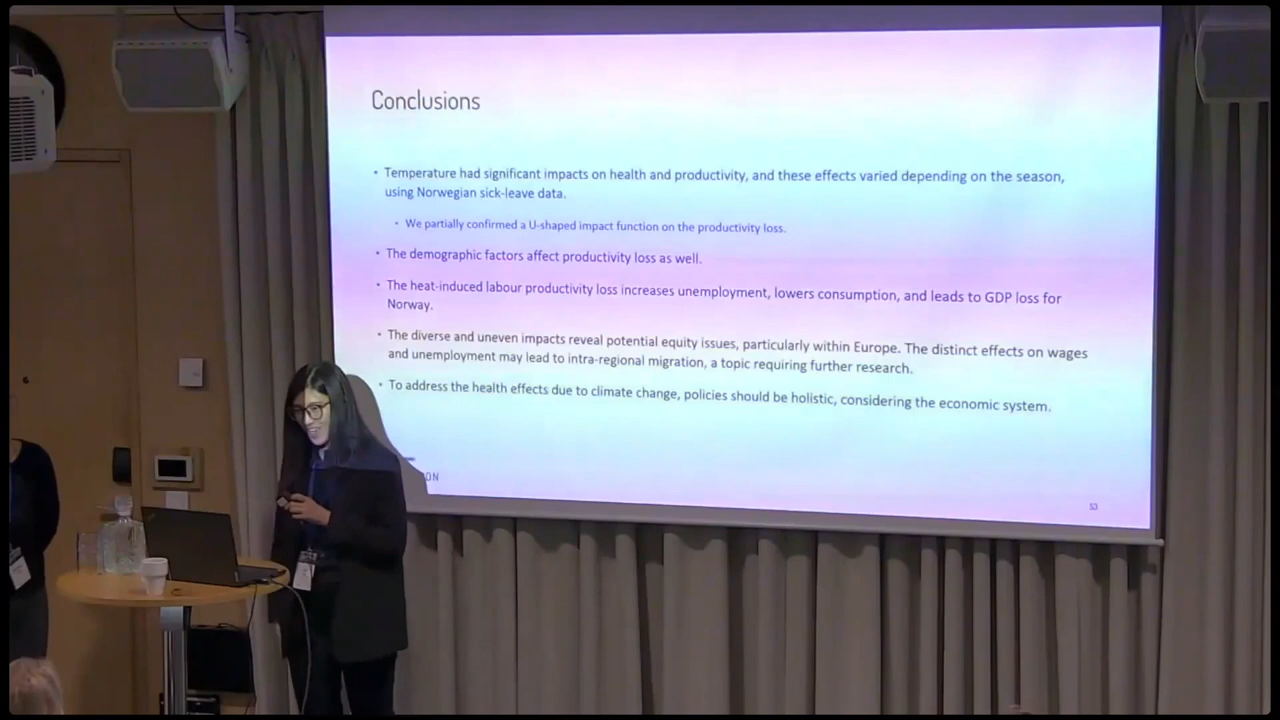 Conclusions
• Temperature had significant impacts on health and productivity, and these effects varied depending on the season,
using Norwegian sick-leave data.
• We partially confirmed a U-shaped impact function on the productivity loss.
• The demographic factors affect productivity loss as well.
• The heat-induced labour productivity loss increases unemployment, lowers consumption, and leads to GDP loss for
Norway.
• The diverse and uneven impacts reveal potential equity issues, particularly within Europe. The distinct effects on wages
and unemployment may lead to intra-regional migration, a topic requiring further research.
• To address the health effects due to climate change, policies should be holistic, considering the economic system.
ON
53